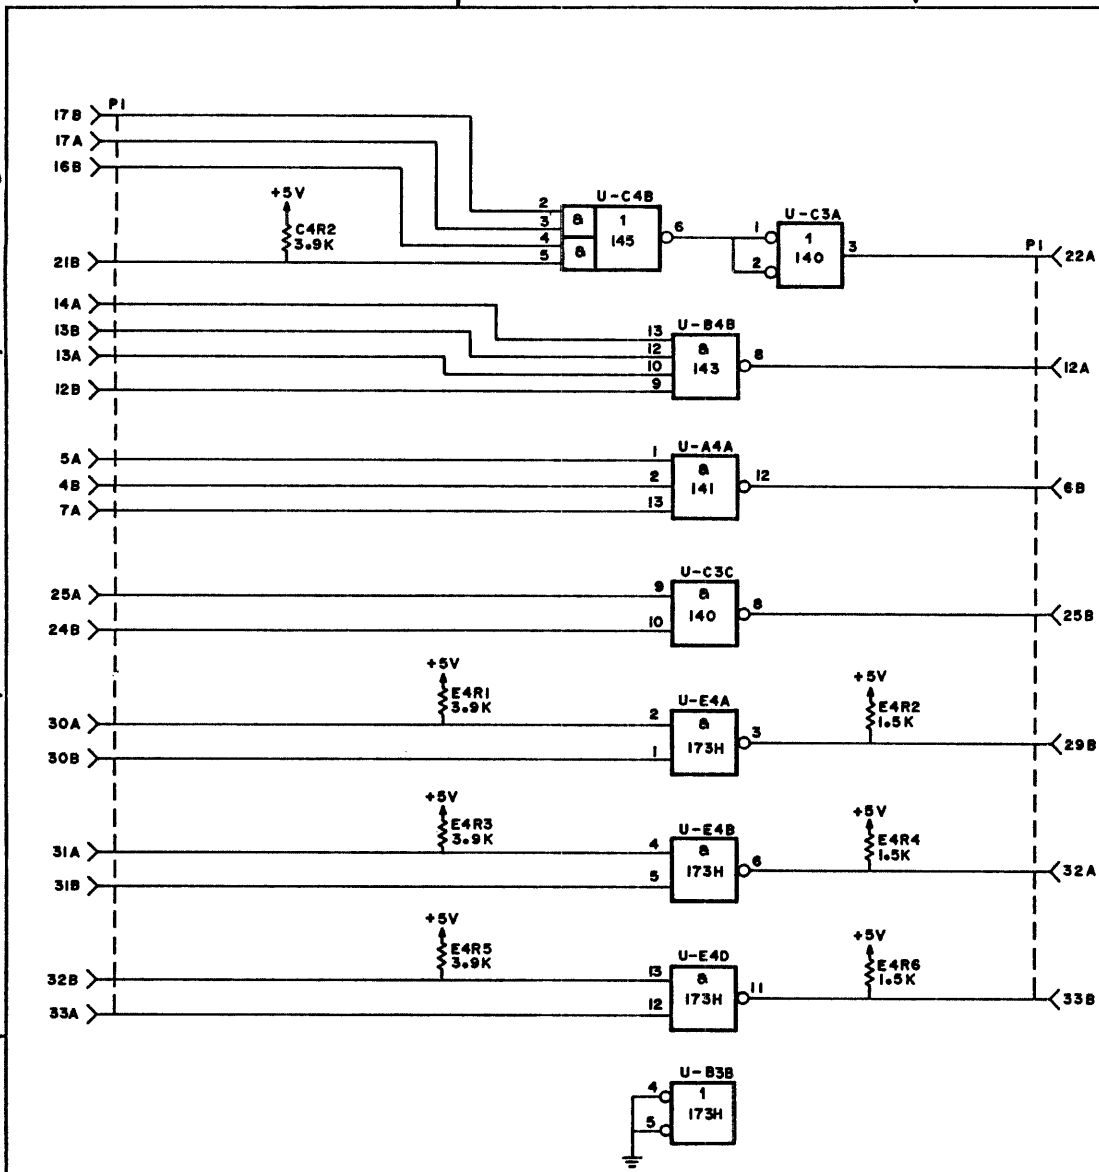 17B P1
17A
16B
+5V
C4R2
3.9K
21B
2
3
4
5
U-C4B
&
&
1
145
6
U-C3A
1
2
1
140
3
P1
22A
14A
13B
13A
12B
13
12
10
9
U-B4B
&
143
8
12A
5A
4B
7A
1
2
13
U-A4A
&
141
12
6B
25A
24B
9
10
U-C3C
&
140
8
25B
+5V
E4R1
3.9K
30A
30B
2
1
U-E4A
&
173H
3
+5V
E4R2
1.5K
29B
+5V
E4R3
3.9K
31A
31B
4
5
U-E4B
&
173H
6
+5V
E4R4
1.5K
32A
+5V
E4R5
3.9K
32B
33A
13
12
U-E4D
&
173H
11
+5V
E4R6
1.5K
33B
U-B3B
4
5
1
173H